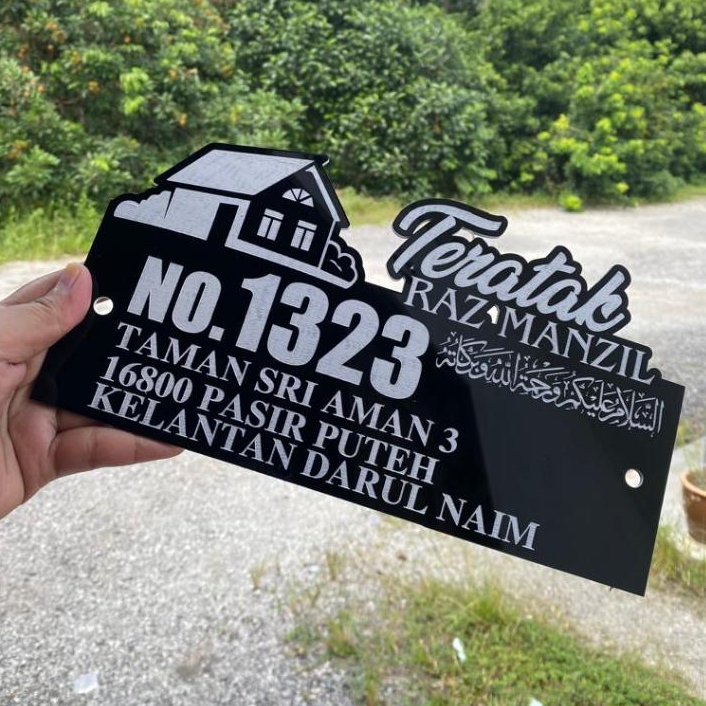 NO.1323
TAMAN SRI AMAN 3
16800 PASIR PUTEH
KELANTAN DARUL NAIM
Teratak
RAZ MANZIL
السلام عليكم ورحمة الله وبركاته